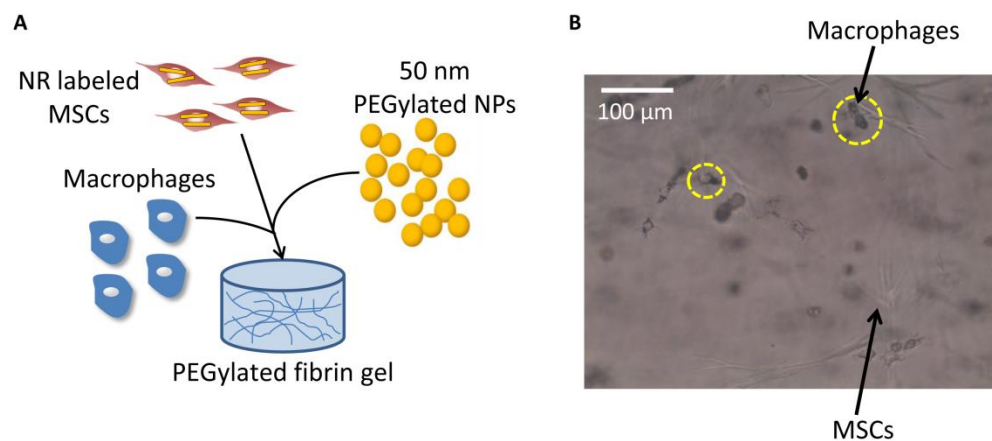 A
NR labeled
MSCs
50 nm
PEGylated NPs
Macrophages
PEGylated fibrin gel
B
Macrophages
100 µm
MSCs